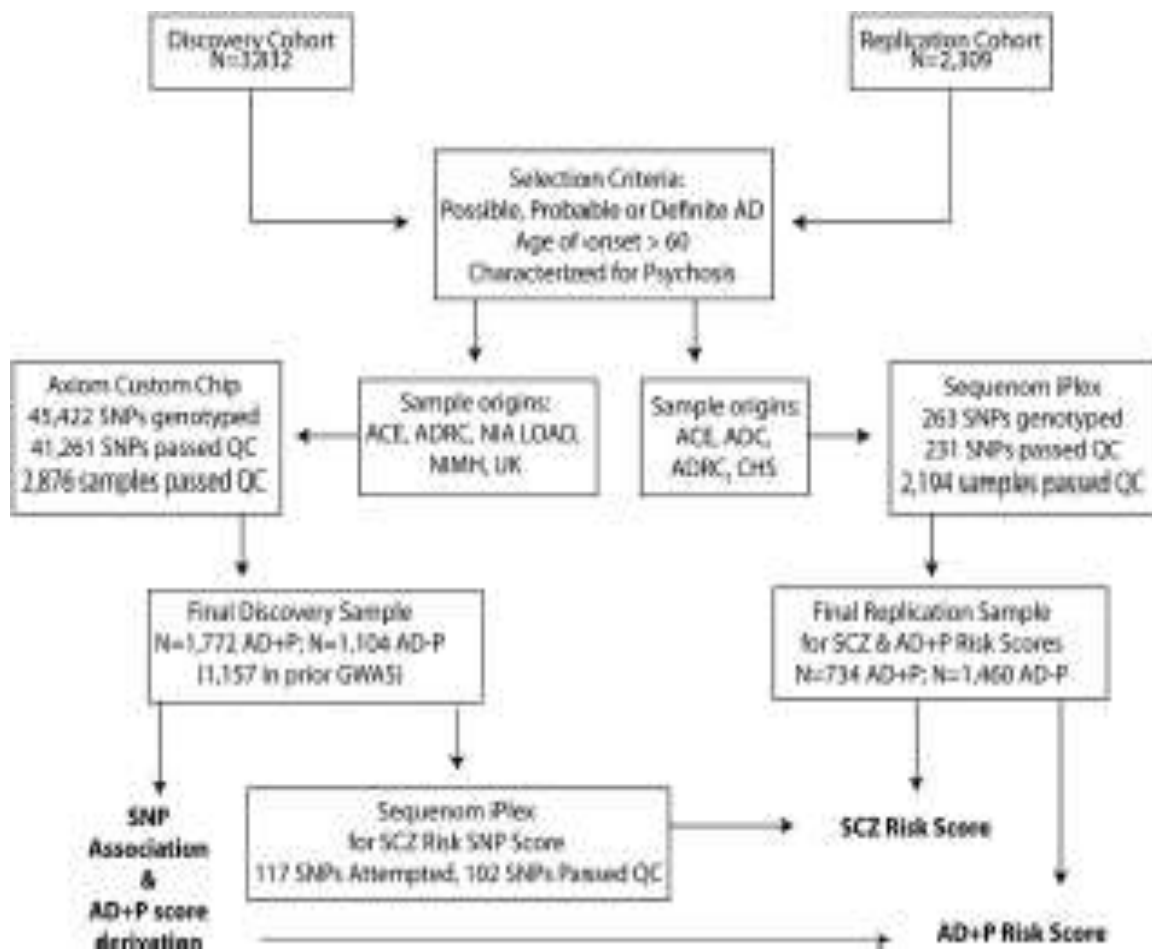 Discovery Cohort
Replication Cohort
N=2,309
Selection Criteria:
Possible, Probable or Definite AD
Age of onset > 60
Characterized for Psychosis
Axiom Custom Chip
45,422 SNPs genotyped
41,261 SNPs passed QC
2,876 samples passed QC
Sample origins:
ACE, ADRC, NIA LOAD,
NIMH, UK
Sample origins:
ACE, ADC,
ADRC, CHS
Sequenom iPlex
263 SNPs genotyped
231 SNPs passed QC
2,194 samples passed QC
Final Discovery Sample
N=1,772 AD+P; N=1,104 AD-P
(1,157 in prior GWAS)
Final Replication Sample
for SCZ & AD+P Risk Scores
N=734 AD+P; N=1,460 AD-P
SNP
Association
&
AD+P score
derivation
Sequenom iPlex
for SCZ Risk SNP Score
117 SNPs Attempted, 102 SNPs Passed QC
SCZ Risk Score
AD+P Risk Score